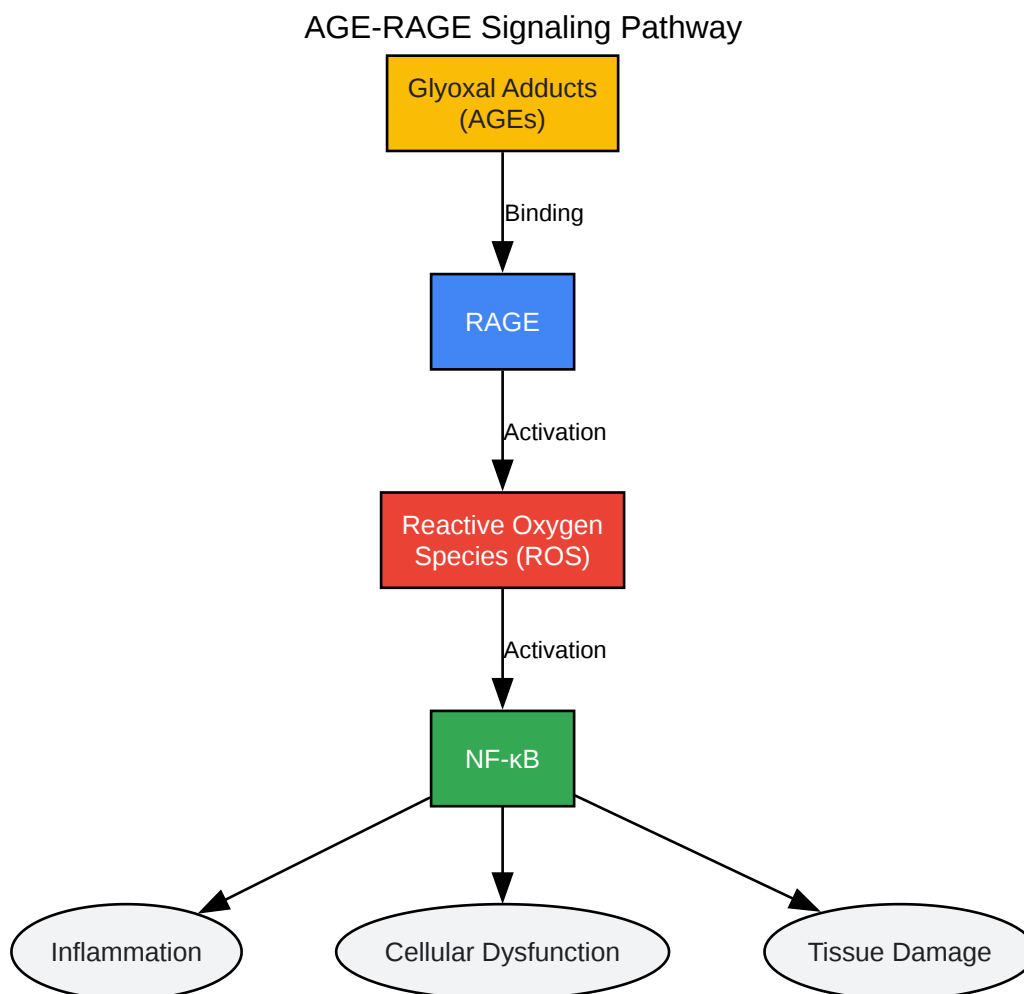 AGE-RAGE Signaling Pathway
Glyoxal Adducts
(AGEs)
Binding
RAGE
Activation
Reactive Oxygen
Species (ROS)
Activation
NF-κB
Inflammation
Cellular Dysfunction
Tissue Damage